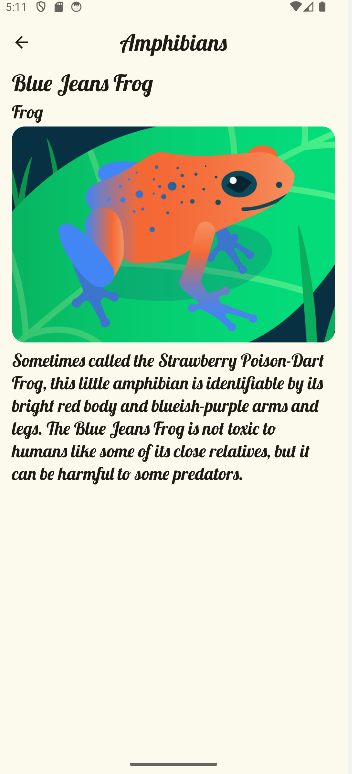 5:11
Amphibians
Blue Jeans Frog
Frog
Sometimes called the Strawberry Poison-Dart
Frog, this little amphibian is identifiable by its
bright red body and blueish-purple arms and
legs. The Blue Jeans Frog is not toxic to
humans like some of its close relatives, but it
can be harmful to some predators.